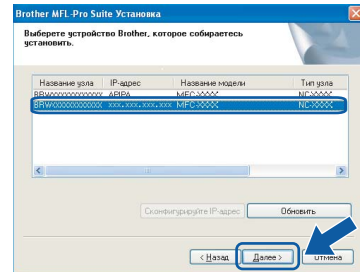 Brother MFL-Pro Suite Установка
Выберете устройство Brother, которое собираетесь
установить.
Название узла IP-адрес Название модели Тип узла
BRWXXXXXXXXXXXX APIPA MFC-XXXX NC-XXXX
BRWXXXXXXXXXXXX xxx.xxx.xxx.xxx MFC-XXXX NC-XXXX
Сконфигурируйте IP-адрес Обновить
< Назад Далее > Отмена